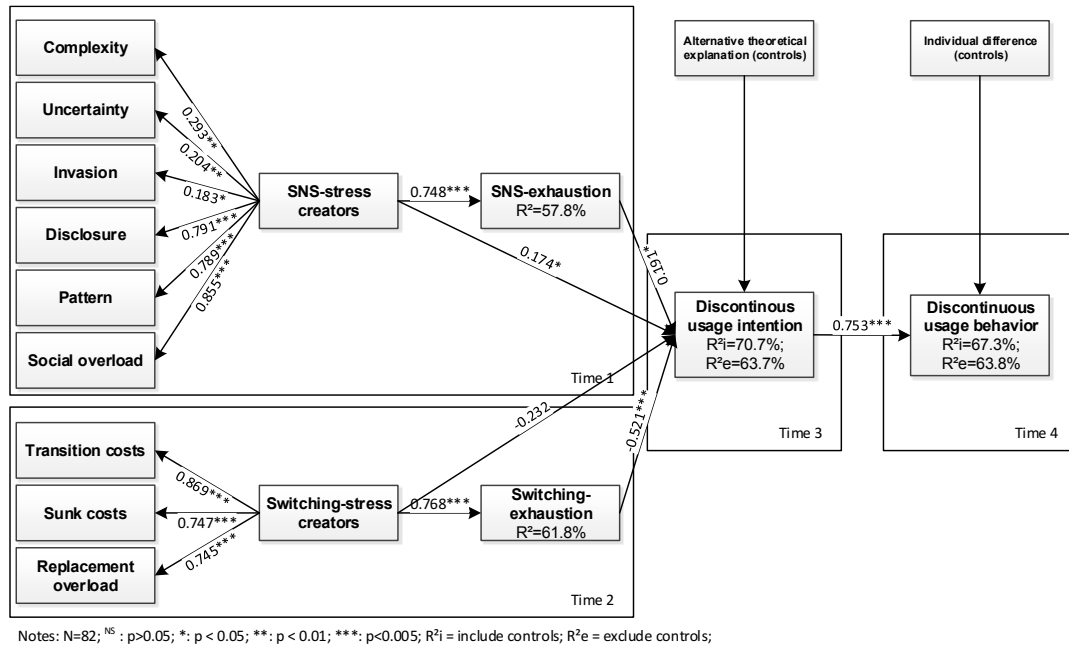 Complexity
Uncertainty
Invasion
Disclosure
Pattern
Social overload
0.293**
0.204**
0.183*
0.791***
0.789***
0.855***
SNS-stress
creators
0.748***
SNS-exhaustion
R²=57.8%
0.174*
0.191*
Time 1
Alternative theoretical
explanation (controls)
Individual difference
(controls)
Discontinous
usage intention
R²i=70.7%;
R²e=63.7%
0.753***
Discontinuous
usage behavior
R²i=67.3%;
R²e=63.8%
Time 3
Time 4
Transition costs
Sunk costs
Replacement
overload
0.869***
0.747***
0.745***
Switching-stress
creators
0.768***
Switching-
exhaustion
R²=61.8%
-0.232
-0.521***
Time 2
Notes: N=82; NS : p>0.05; *: p < 0.05; **: p < 0.01; ***: p<0.005; R²i = include controls; R²e = exclude controls;